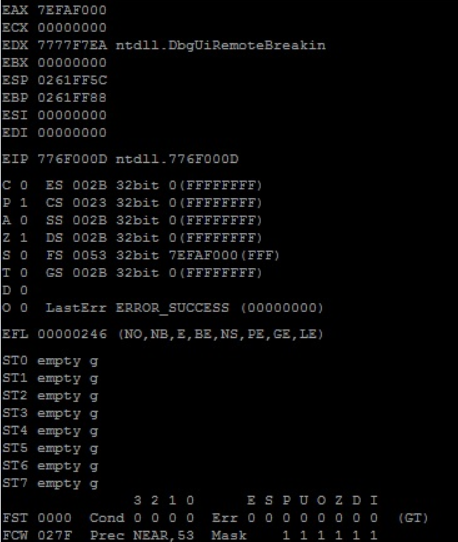 EAX 7EFAF000
ECX 00000000
EDX 7777F7EA ntdll.DbgUiRemoteBreakin
EBX 00000000
ESP 0261FF5C
EBP 0261FF88
ESI 00000000
EDI 00000000
EIP 776F000D ntdll.776F000D
C 0 ES 002B 32bit 0(FFFFFFFF)
P 1 CS 0023 32bit 0(FFFFFFFF)
A 0 SS 002B 32bit 0(FFFFFFFF)
Z 1 DS 002B 32bit 0(FFFFFFFF)
S 0 FS 0053 32bit 7EFAF000(FFF)
T 0 GS 002B 32bit 0(FFFFFFFF)
D 0
O 0 LastErr ERROR_SUCCESS (00000000)
EFL 00000246 (NO,NB,E,BE,NS,PE,GE,LE)
ST0 empty g
ST1 empty g
ST2 empty g
ST3 empty g
ST4 empty g
ST5 empty g
ST6 empty g
ST7 empty g
3 2 1 0 E S P U O Z D I
FST 0000 Cond 0 0 0 0 Err 0 0 0 0 0 0 0 0 (GT)
FCW 027F Prec NEAR,53 Mask 1 1 1 1 1 1